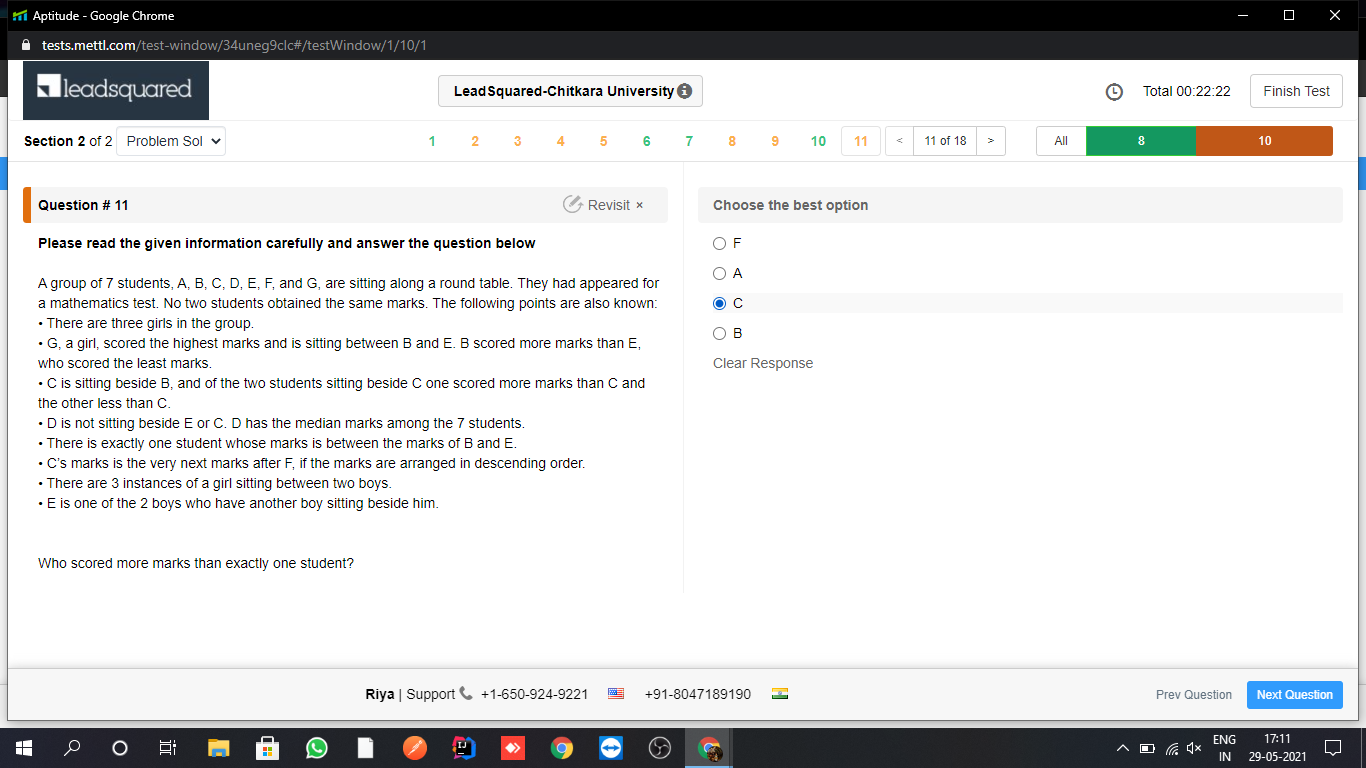 Aptitude - Google Chrome
tests.mettl.com/test-window/34uneg9clc#/testWindow/1/10/1
leadsquared
LeadSquared-Chitkara University
Total 00:22:22
Finish Test
Section 2 of 2 Problem Sol
1 2 3 4 5 6 7 8 9 10 11 < 11 of 18 > All 8 10
Question # 11
Revisit ×
Choose the best option
Please read the given information carefully and answer the question below
A group of 7 students, A, B, C, D, E, F, and G, are sitting along a round table. They had appeared for
a mathematics test. No two students obtained the same marks. The following points are also known:
• There are three girls in the group.
• G, a girl, scored the highest marks and is sitting between B and E. B scored more marks than E,
who scored the least marks.
• C is sitting beside B, and of the two students sitting beside C one scored more marks than C and
the other less than C.
• D is not sitting beside E or C. D has the median marks among the 7 students.
• There is exactly one student whose marks is between the marks of B and E.
• C's marks is the very next marks after F, if the marks are arranged in descending order.
• There are 3 instances of a girl sitting between two boys.
• E is one of the 2 boys who have another boy sitting beside him.
Who scored more marks than exactly one student?
F
A
C
B
Clear Response
Riya | Support +1-650-924-9221 +91-8047189190
Prev Question
Next Question
ENG
IN
17:11
29-05-2021